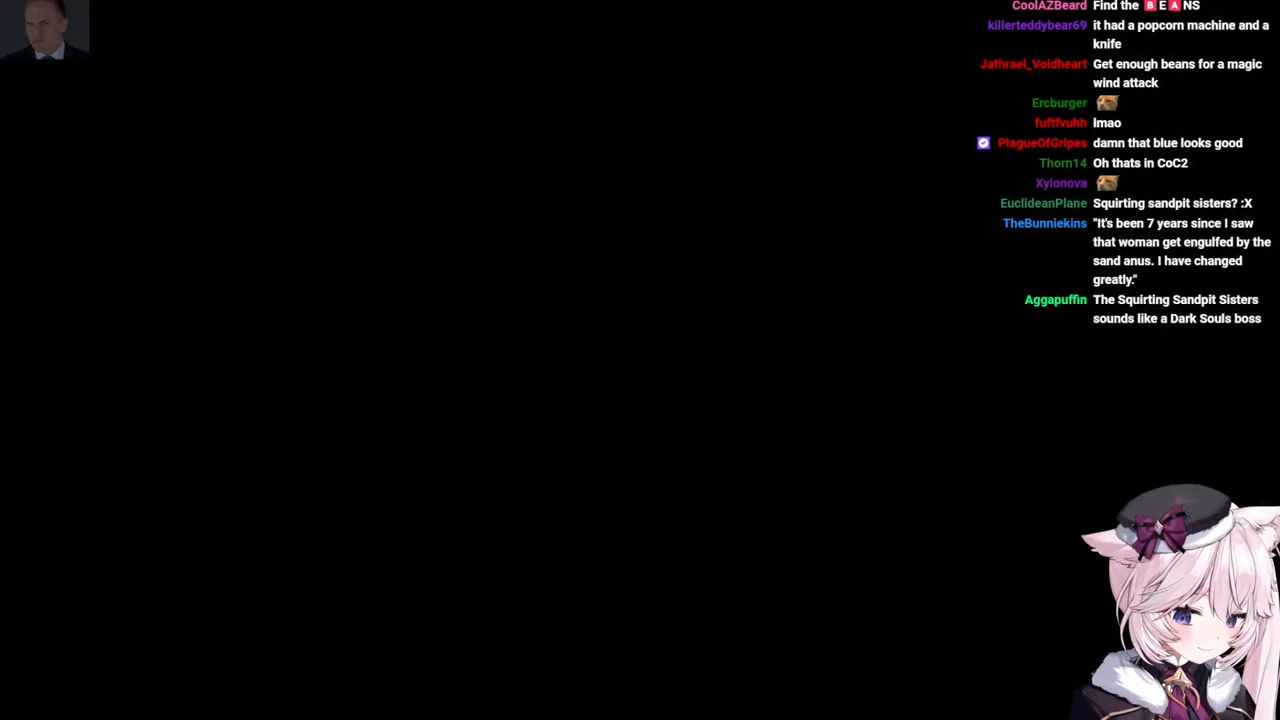 CoolAZBeard Find the BEANS
killerteddybear69 it had a popcorn machine and a
knife
Jathrael_Voidheart Get enough beans for a magic
wind attack
Ercburger
fuftfvuhh lmao
PlagueOfGripes damn that blue looks good
Thorn14 Oh thats in CoC2
Xylonova
EuclideanPlane Squirting sandpit sisters? :X
TheBunniekins "It's been 7 years since I saw
that woman get engulfed by the
sand anus. I have changed
greatly."
Aggapuffin The Squirting Sandpit Sisters
sounds like a Dark Souls boss